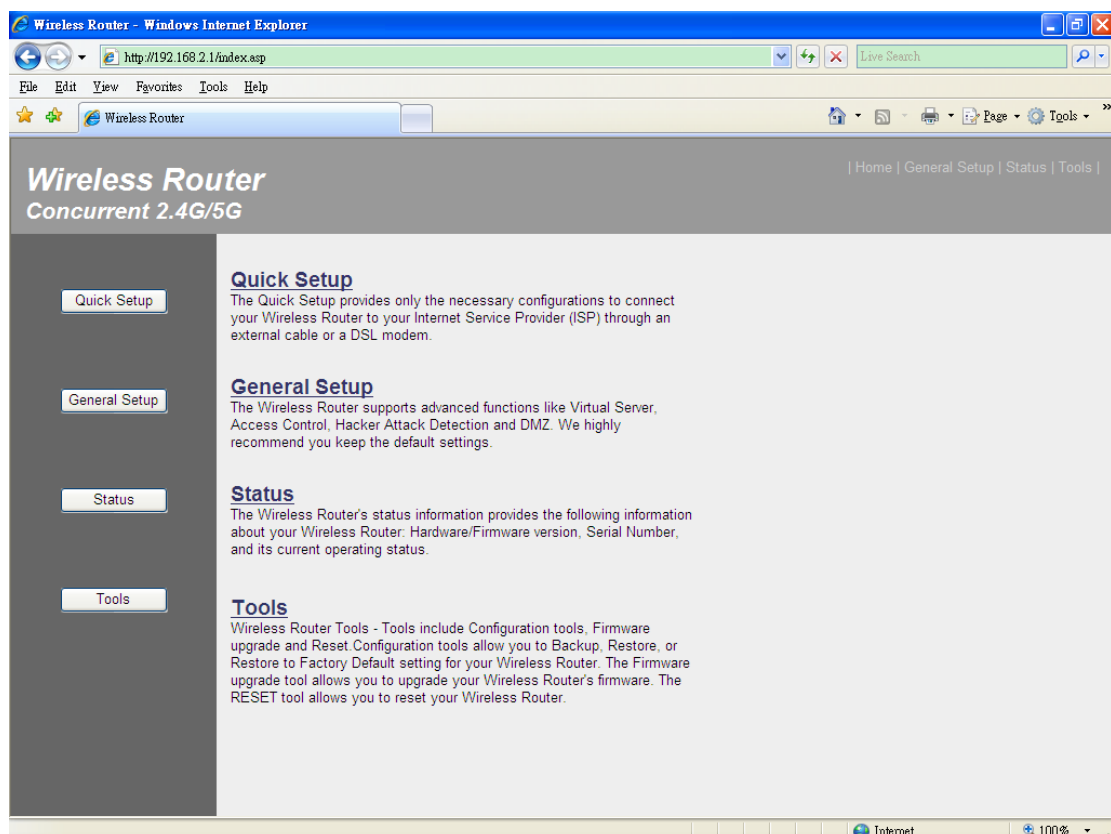 Wireless Router - Windows Internet Explorer
http://192.168.2.1/index.asp
Live Search
File Edit View Favorites Tools Help
Wireless Router
Page Tools »
Wireless Router
Concurrent 2.4G/5G
| Home | General Setup | Status | Tools |
Quick Setup
General Setup
Status
Tools
Quick Setup
The Quick Setup provides only the necessary configurations to connect
your Wireless Router to your Internet Service Provider (ISP) through an
external cable or a DSL modem.
General Setup
The Wireless Router supports advanced functions like Virtual Server,
Access Control, Hacker Attack Detection and DMZ. We highly
recommend you keep the default settings.
Status
The Wireless Router's status information provides the following information
about your Wireless Router: Hardware/Firmware version, Serial Number,
and its current operating status.
Tools
Wireless Router Tools - Tools include Configuration tools, Firmware
upgrade and Reset.Configuration tools allow you to Backup, Restore, or
Restore to Factory Default setting for your Wireless Router. The Firmware
upgrade tool allows you to upgrade your Wireless Router's firmware. The
RESET tool allows you to reset your Wireless Router.
Internet
100%